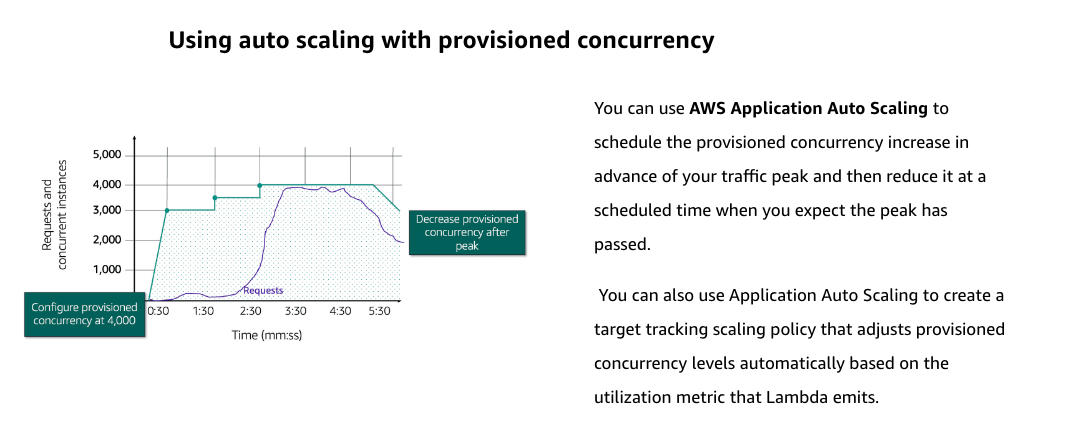 Using auto scaling with provisioned concurrency
Requests and
concurrent instances
5,000
4,000
3,000
2,000
1,000
Configure provisioned
concurrency at 4,000
Requests
Decrease provisioned
concurrency after
peak
0:30 1:30 2:30 3:30 4:30 5:30
Time (mm:ss)
You can use AWS Application Auto Scaling to
schedule the provisioned concurrency increase in
advance of your traffic peak and then reduce it at a
scheduled time when you expect the peak has
passed.
You can also use Application Auto Scaling to create a
target tracking scaling policy that adjusts provisioned
concurrency levels automatically based on the
utilization metric that Lambda emits.